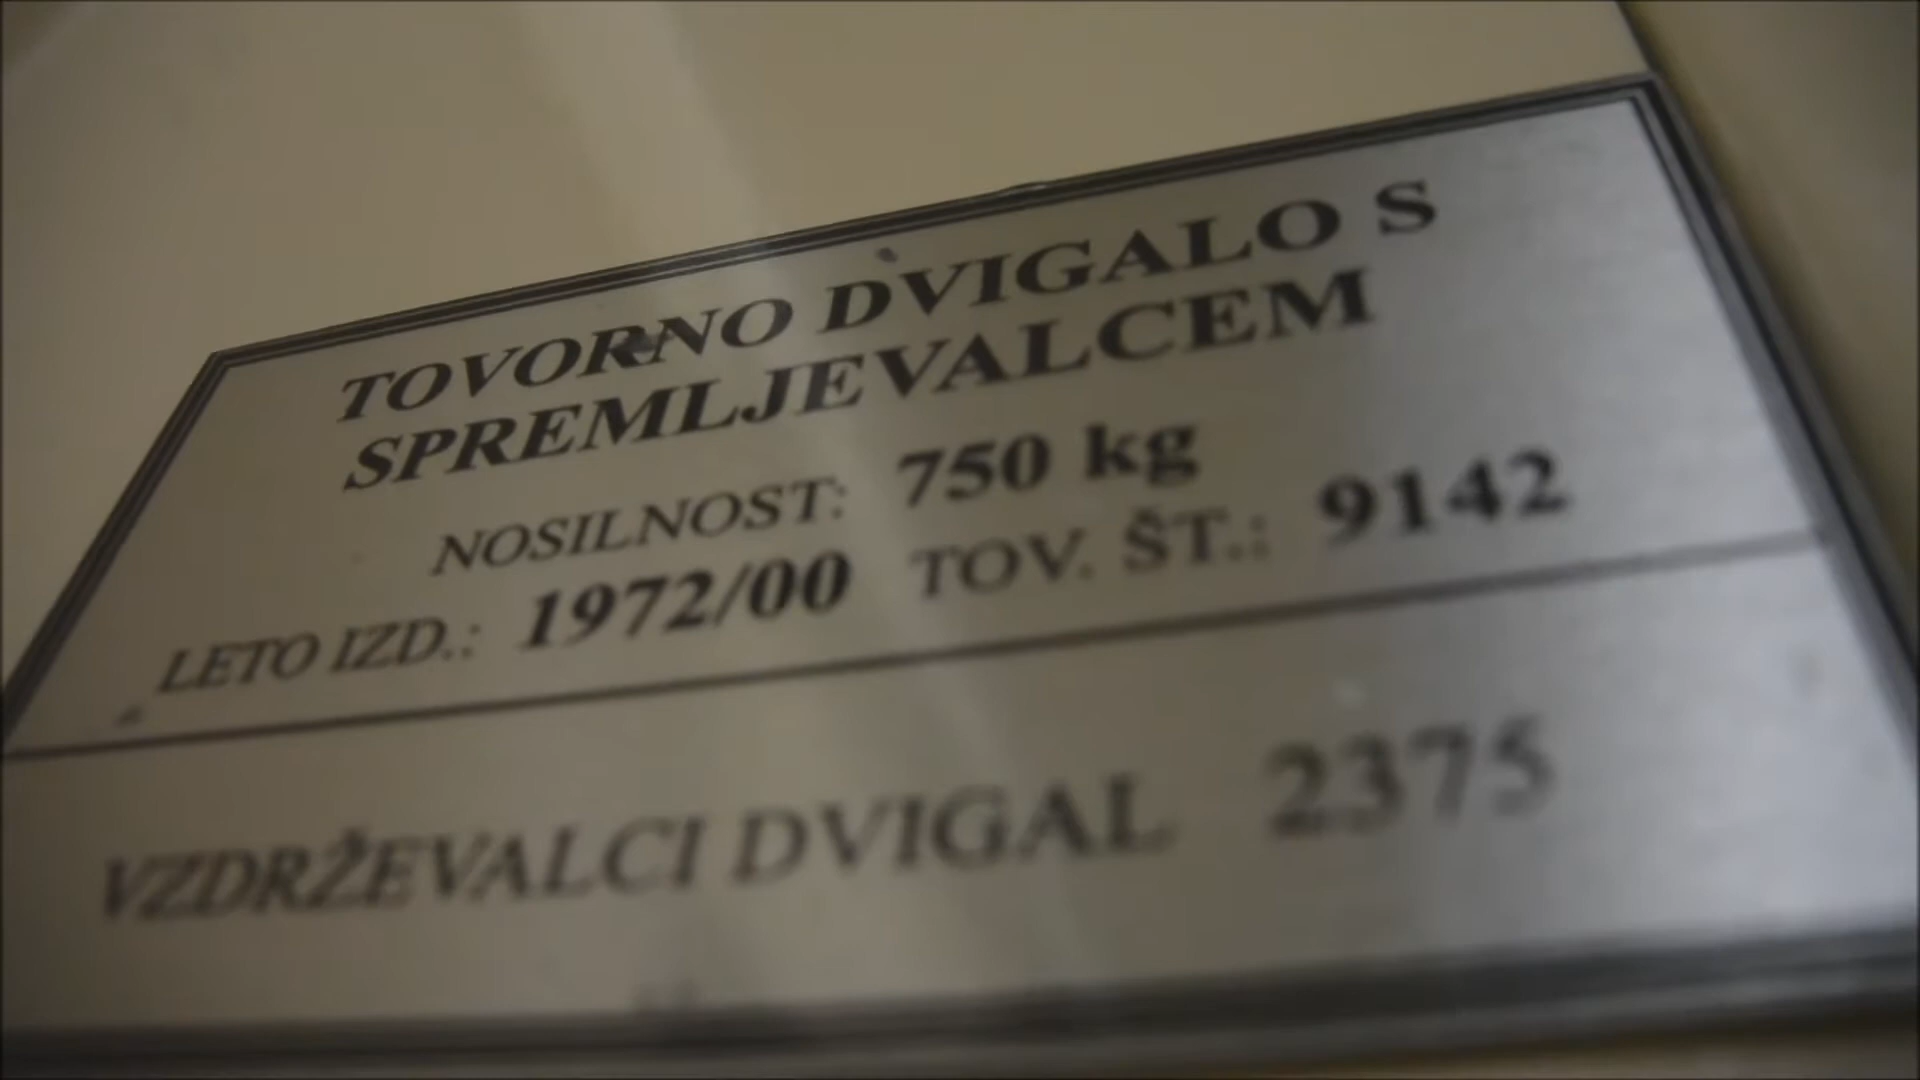 TOVORNO DVIGALO S
SPREMLJEVALCEM
NOSILNOST: 750 kg
LETO IZD.: 1972/00 TOV. ŠT.: 9142
VZDRŽEVALCI DVIGAL 2375